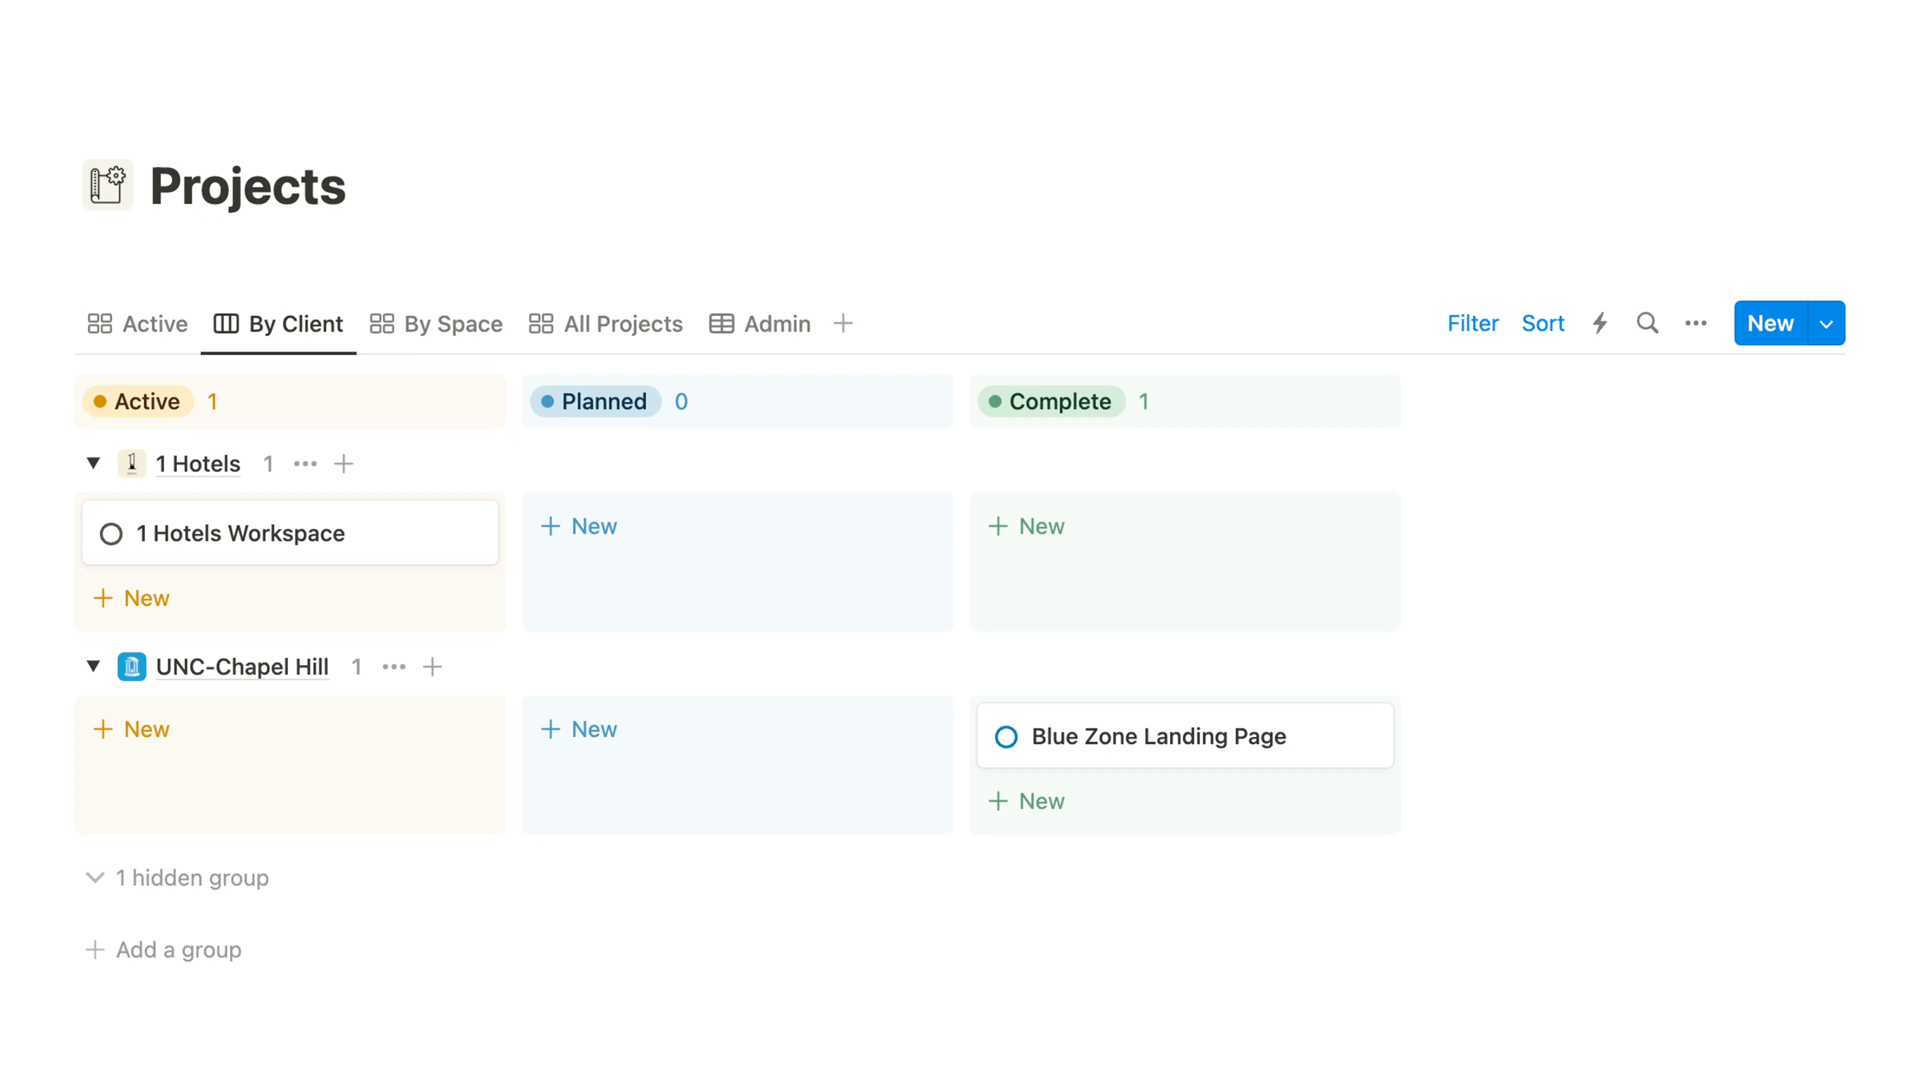 Projects
Active By Client By Space All Projects Admin Filter Sort New
Active 1 Planned 0 Complete 1
1 Hotels 1
1 Hotels Workspace
New New
New
UNC-Chapel Hill 1
New New
Blue Zone Landing Page
New
1 hidden group
Add a group